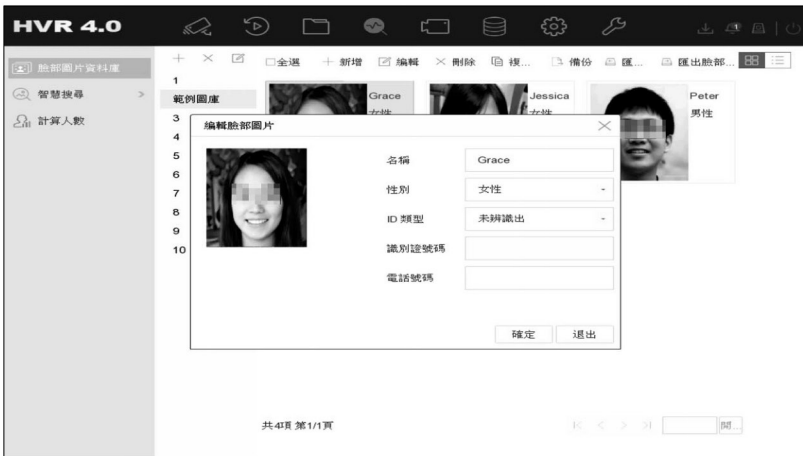 HVR 4.0
臉部圖片資料庫
智慧搜尋
計算人數
全選 新增 編輯 刪除 複... 備份 匯... 匯出臉部...
1
範例圖庫
3
4
5
6
7
8
9
10
Grace
女性
Jessica
女性
Peter
男性
編輯臉部圖片
名稱 Grace
性別 女性
ID 類型 未辨識出
識別證號碼
電話號碼
確定 退出
共4項 第1/1頁